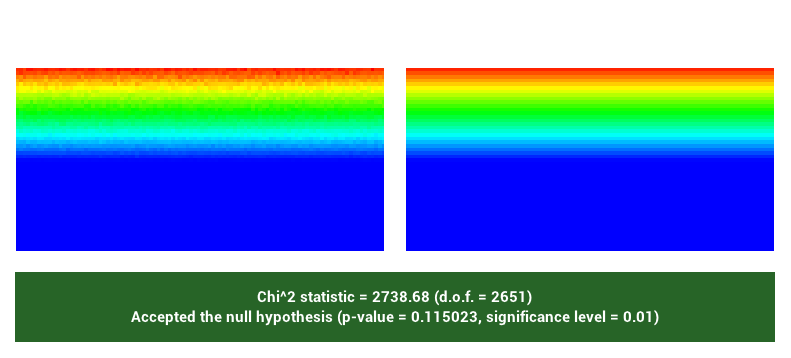 Chi^2 statistic = 2738.68 (d.o.f. = 2651)
Accepted the null hypothesis (p-value = 0.115023, significance level = 0.01)